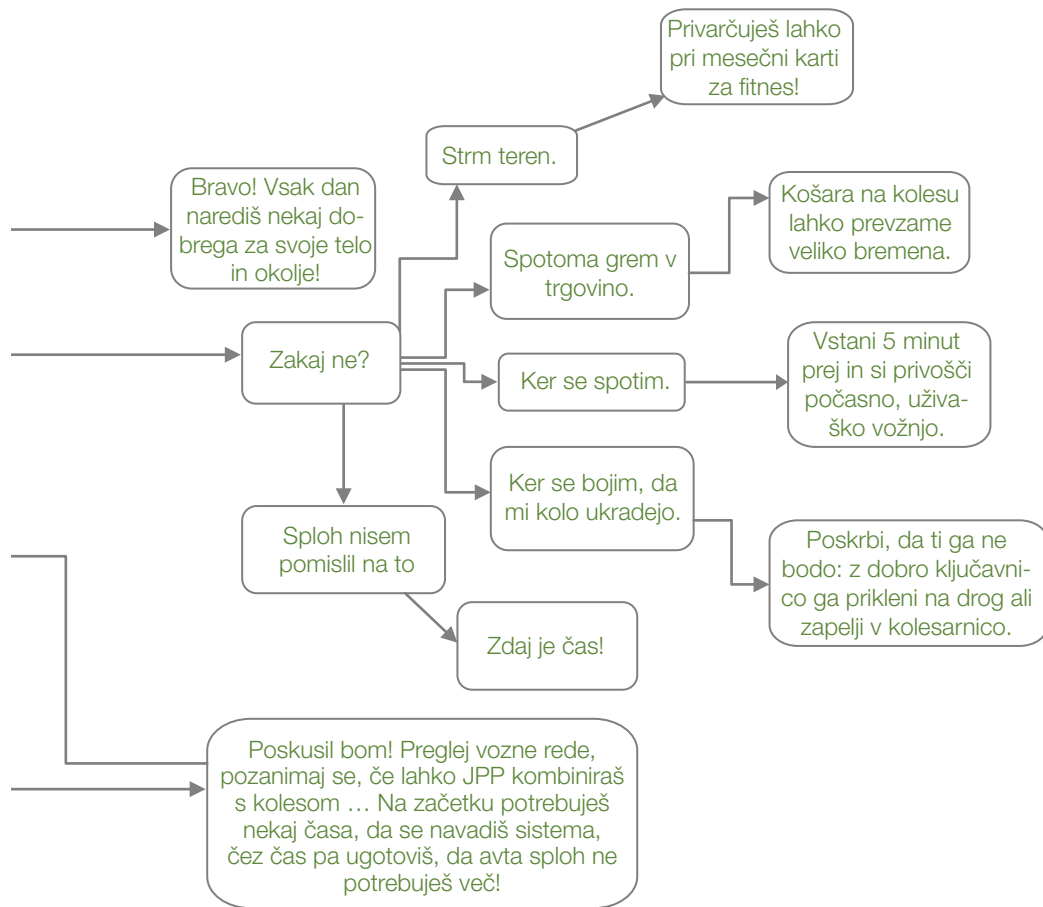 Privarčuješ lahko
pri mesečni karti
za fitnes!
Strm teren.
Bravo! Vsak dan
narediš nekaj do-
brega za svoje telo
in okolje!
Košara na kolesu
lahko prevzame
veliko bremena.
Spotoma grem v
trgovino.
Zakaj ne?
Vstani 5 minut
prej in si privošči
počasno, uživa-
ško vožnjo.
Ker se spotim.
Ker se bojim, da
mi kolo ukradejo.
Sploh nisem
pomislil na to
Poskrbi, da ti ga ne
bodo: z dobro ključavni-
co ga prikleni na drog ali
zapelji v kolesarnico.
Zdaj je čas!
Poskusil bom! Preglej vozne rede,
pozanimaj se, če lahko JPP kombiniraš
s kolesom … Na začetku potrebuješ
nekaj časa, da se navadiš sistema,
čez čas pa ugotoviš, da avta sploh ne
potrebuješ več!